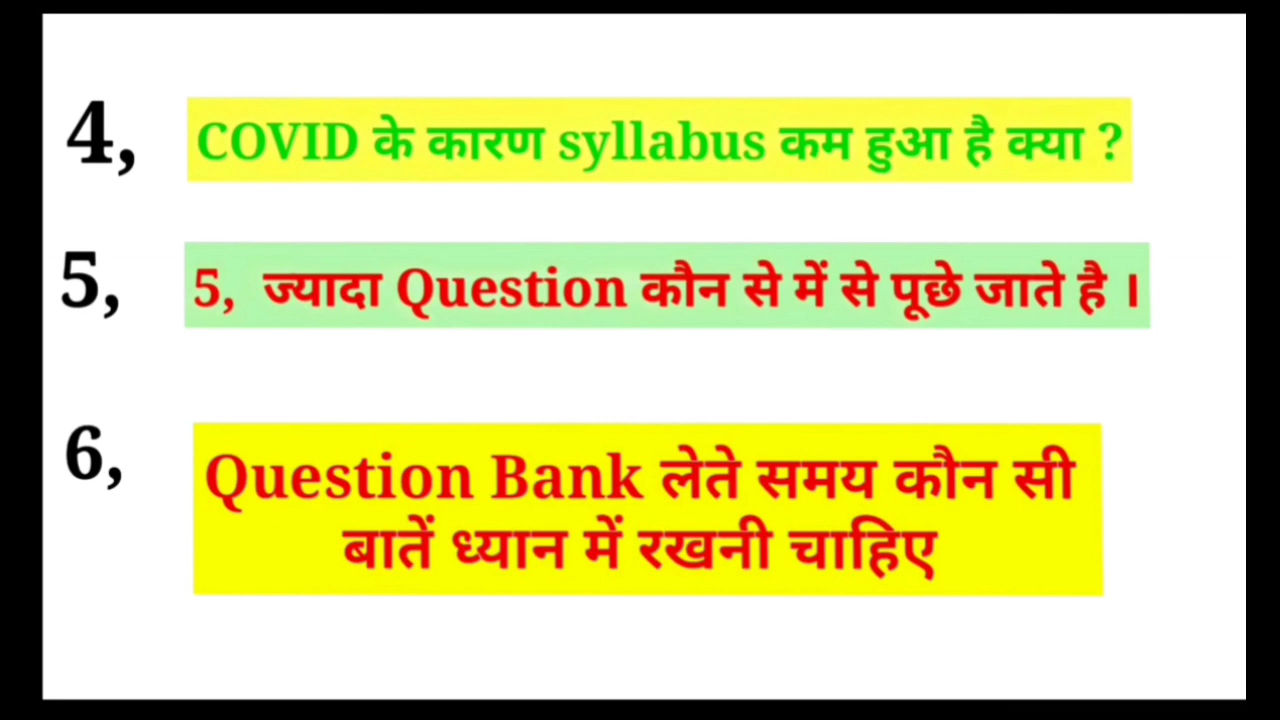 4, COVID के कारण syllabus कम हुआ है क्या ?
5, 5, ज्यादा Question कौन से में से पूछे जाते है ।
6, Question Bank लेते समय कौन सी
बातें ध्यान में रखनी चाहिए